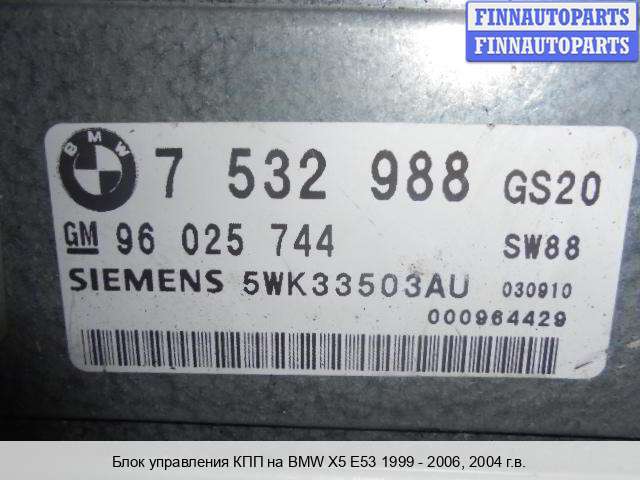 FINNAUTOPARTS
FINNAUTOPARTS
BMW 7 532 988 GS20
GM 96 025 744 SW88
SIEMENS 5WK33503AU 030910
000964429
Блок управления КПП на BMW X5 E53 1999 - 2006, 2004 г.в.